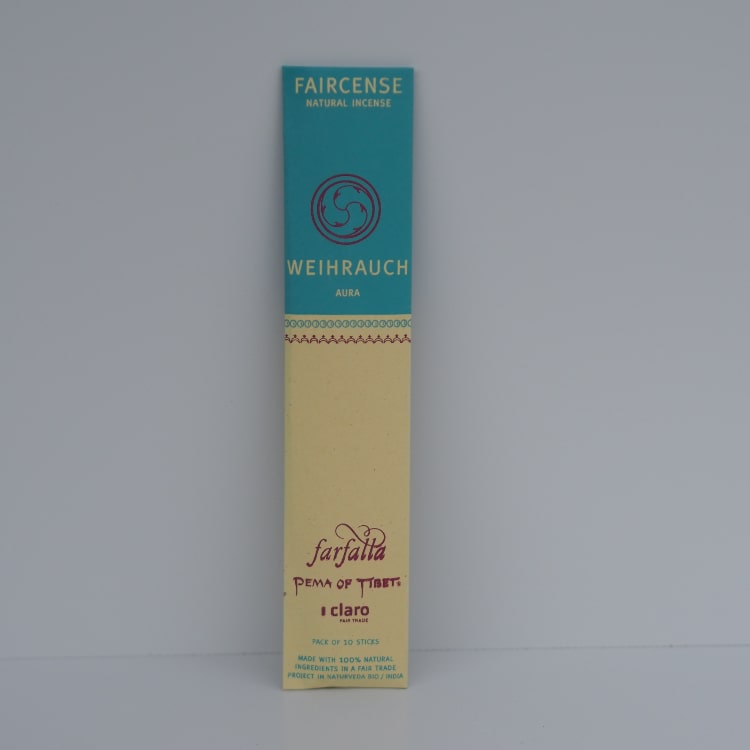 FAIRCENSE
NATURAL INCENSE
WEIHRAUCH
AURA
farfalla
PEMA OF TIBET
claro
FAIR TRADE
PACK OF 10 STICKS
MADE WITH 100% NATURAL
INGREDIENTS IN A FAIR TRADE
PROJECT IN NATURVEDA BIO / INDIA